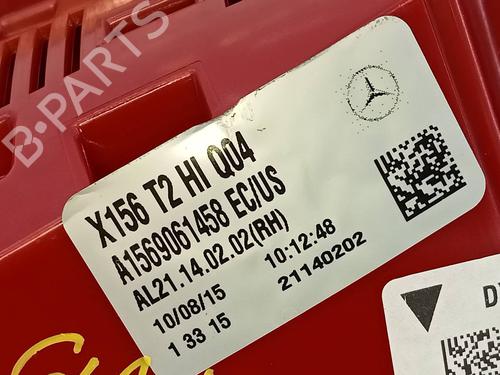 B-PARTS
X156 T2 HI Q04
A1569061458 EC/US
AL21.14.02.02(RH)
10/08/15 10:12:48
1 33 15 21140202